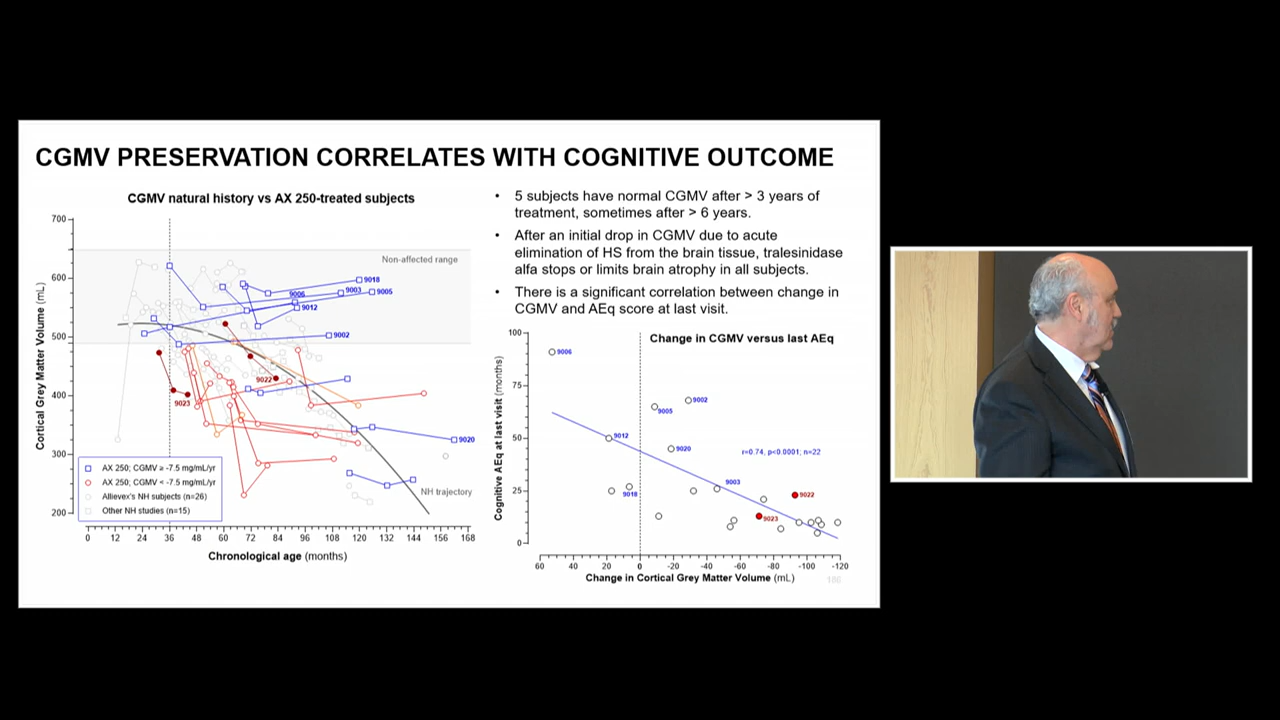 CGMV PRESERVATION CORRELATES WITH COGNITIVE OUTCOME
CGMV natural history vs AX 250-treated subjects
Cortical Grey Matter Volume (mL)
700
600
500
400
300
200
Non-affected range
9018
9003
9005
9006
9012
9002
9022
9023
9020
NH trajectory
AX 250; CGMV ≥ -7.5 mg/mL/yr
AX 250; CGMV < -7.5 mg/mL/yr
Allievex's NH subjects (n=26)
Other NH studies (n=15)
0 12 24 36 48 60 72 84 96 108 120 132 144 156 168
Chronological age (months)
• 5 subjects have normal CGMV after > 3 years of
treatment, sometimes after > 6 years.
• After an initial drop in CGMV due to acute
elimination of HS from the brain tissue, tralesinidase
alfa stops or limits brain atrophy in all subjects.
• There is a significant correlation between change in
CGMV and AEq score at last visit.
Change in CGMV versus last AEq
Cognitive AEq at last visit (months)
100
75
50
25
0
9006
9005
9002
9012
9020
r=0.74, p<0.0001; n=22
9018
9003
9022
9023
60 40 20 0 -20 -40 -60 -80 -100 -120
Change in Cortical Grey Matter Volume (mL)
186